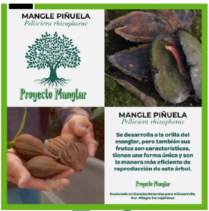 MANGLE PIÑUELA
Pelliciera rhizophorae
Proyecto Manglar
MANGLE PIÑUELA
Pelliciera rhizophorae
Se desarrolla a la orilla del
manglar, pero también sus
frutos son característicos,
tienen una forma única y son
la manera más eficiente de
reproducción de este árbol.
Proyecto Manglar